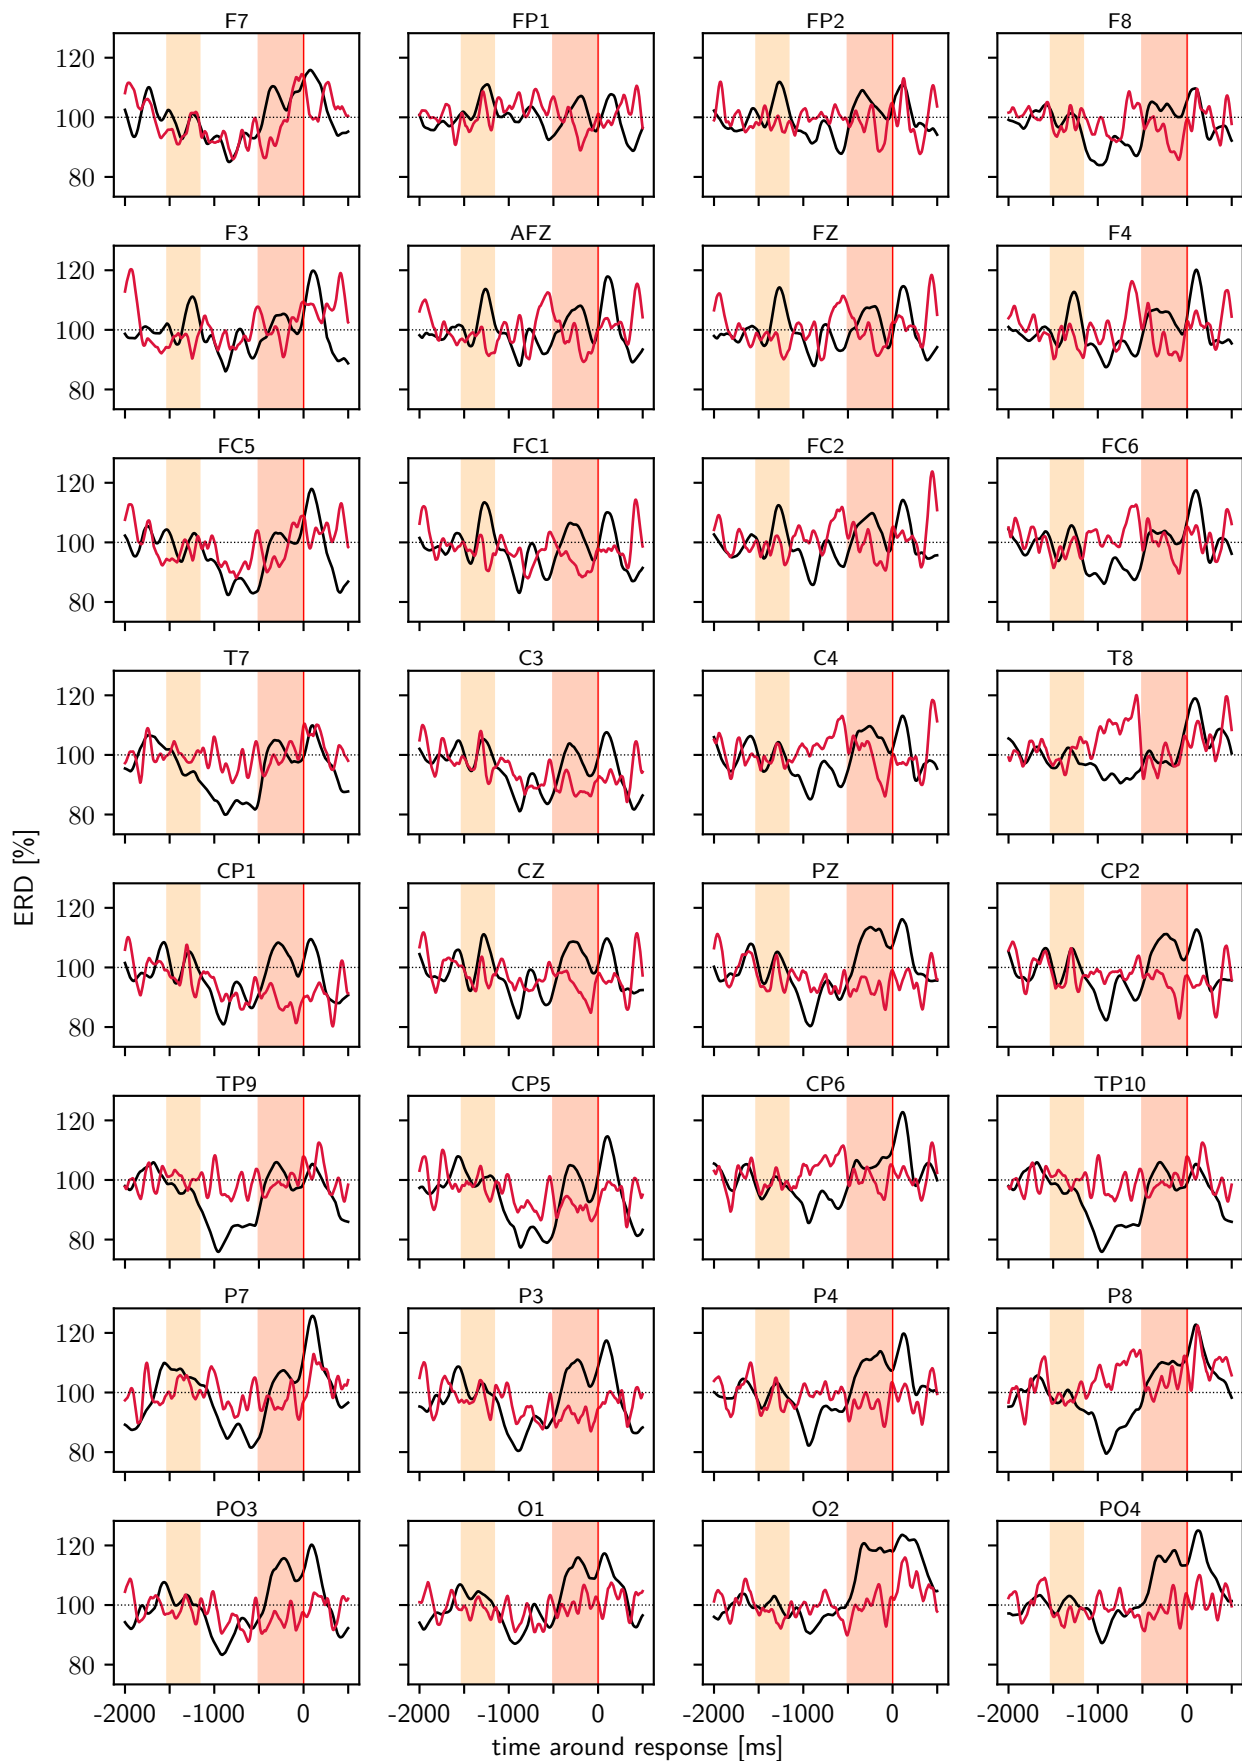 F7 FP1 FP2 F8
120
100
80
F3 AFZ FZ F4
120
100
80
FC5 FC1 FC2 FC6
120
100
80
T7 C3 C4 T8
120
100
80
ERD [%]
CP1 CZ PZ CP2
120
100
80
TP9 CP5 CP6 TP10
120
100
80
P7 P3 P4 P8
120
100
80
PO3 O1 O2 PO4
120
100
80
-2000 -1000 0 -2000 -1000 0 -2000 -1000 0 -2000 -1000 0
time around response [ms]